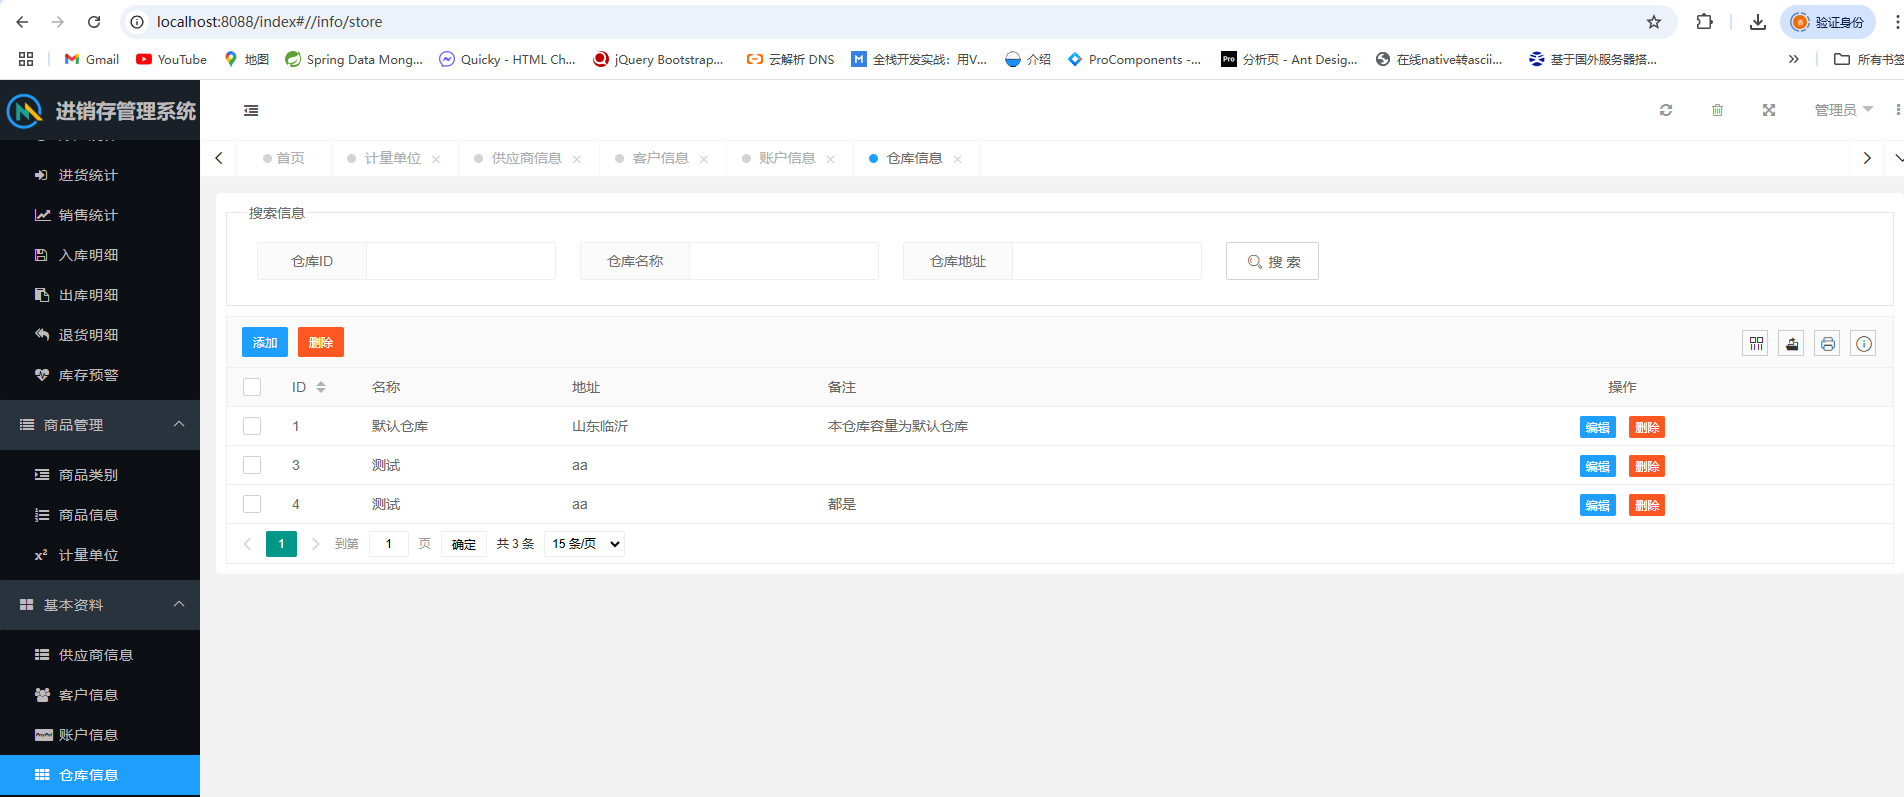 localhost:8088/index#//info/store
验证身份
Gmail
YouTube
地图
Spring Data Mong...
Quicky - HTML Ch...
jQuery Bootstrap...
云解析 DNS
全栈开发实战：用V...
介绍
ProComponents -...
Pro
分析页 - Ant Desig...
在线native转ascii...
基于国外服务器搭...
所有书签
进销存管理系统
管理员
首页
计量单位
供应商信息
客户信息
账户信息
仓库信息
进货统计
销售统计
入库明细
出库明细
退货明细
库存预警
商品管理
商品类别
商品信息
计量单位
基本资料
供应商信息
客户信息
账户信息
仓库信息
搜索信息
仓库ID
仓库名称
仓库地址
搜 索
添加
删除
ID 名称 地址 备注 操作
1 默认仓库 山东临沂 本仓库容量为默认仓库 编辑 删除
3 测试 aa 编辑 删除
4 测试 aa 都是 编辑 删除
1 到第 1 页 确定 共 3 条 15 条/页